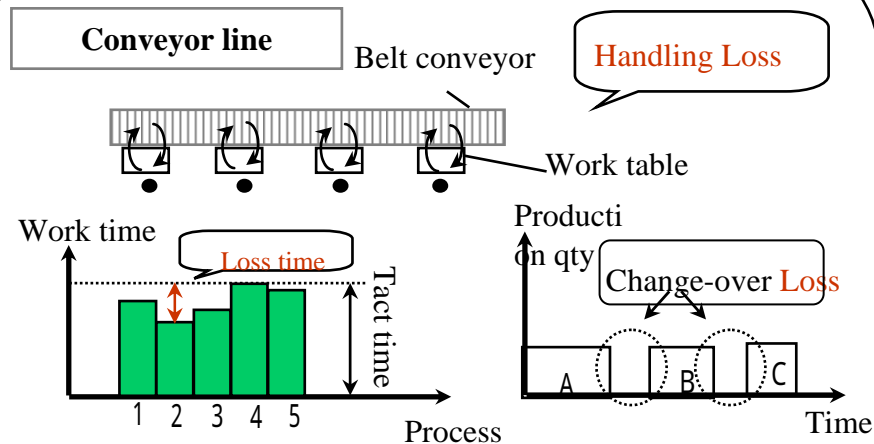 Conveyor line
Belt conveyor
Handling Loss
Work table
Work time
Loss time
Tact time
1 2 3 4 5
Process
Producti
on qty
Change-over Loss
A B C
Time